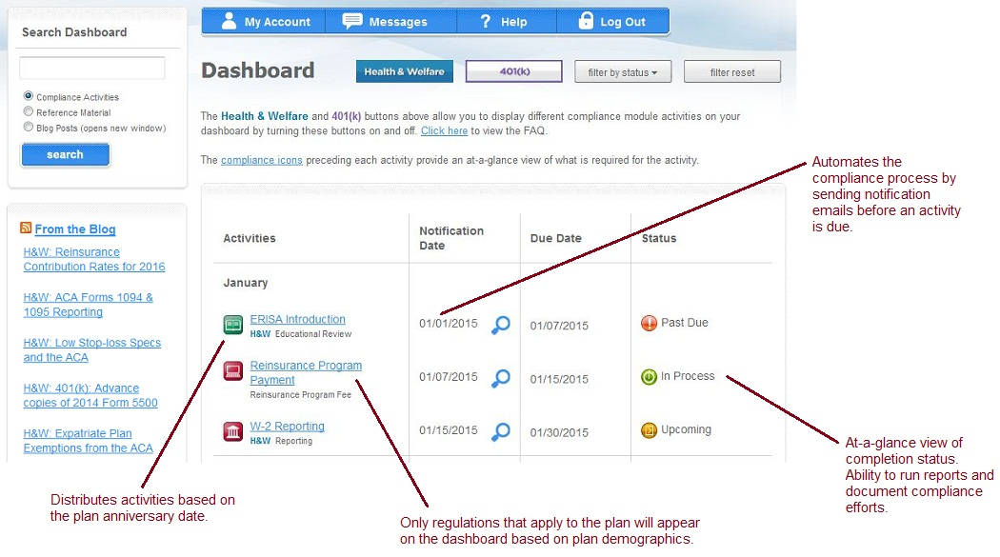 Search Dashboard
Compliance Activities
Reference Material
Blog Posts (opens new window)
search
From the Blog
H&W: Reinsurance
Contribution Rates for 2016
H&W: ACA Forms 1094 &
1095 Reporting
H&W: Low Stop-loss Specs
and the ACA
H&W: 401(k): Advance
copies of 2014 Form 5500
H&W: Expatriate Plan
Exemptions from the ACA
My Account
Messages
? Help
Log Out
Dashboard
Health & Welfare
401(k)
filter by status
filter reset
The Health & Welfare and 401(k) buttons above allow you to display different compliance module activities on your
dashboard by turning these buttons on and off. Click here to view the FAQ.
The compliance icons preceding each activity provide an at-a-glance view of what is required for the activity.
Activities
Notification
Date
Due Date
Status
January
ERISA Introduction
H&W Educational Review
01/01/2015
01/07/2015
Past Due
Reinsurance Program
Payment
Reinsurance Program Fee
01/07/2015
01/15/2015
In Process
W-2 Reporting
H&W Reporting
01/15/2015
01/30/2015
Upcoming
Automates the
compliance process by
sending notification
emails before an activity
is due.
At-a-glance view of
completion status.
Ability to run reports and
document compliance
efforts.
Distributes activities based on
the plan anniversary date.
Only regulations that apply to the plan will appear
on the dashboard based on plan demographics.